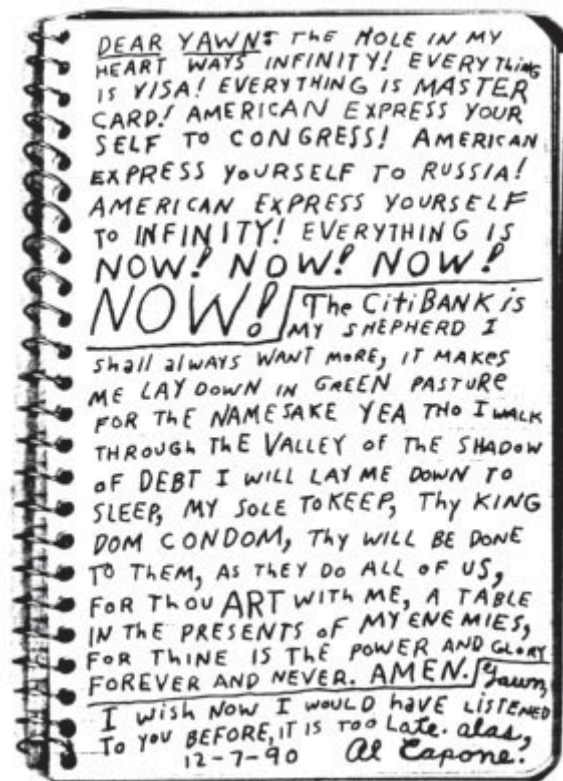 DEAR YAWN: THE HOLE IN MY
HEART WAYS INFINITY! EVERYTHING
IS VISA! EVERYTHING IS MASTER
CARD! AMERICAN EXPRESS YOUR
SELF TO CONGRESS! AMERICAN
EXPRESS YOURSELF TO RUSSIA!
AMERICAN EXPRESS YOURSELF
TO INFINITY! EVERYTHING IS
NOW! NOW! NOW!
NOW! The CitiBANK is
MY SHEPHERD I
shall always WANT MORE, IT MAKES
ME LAY DOWN IN GREEN PASTURE
FOR THE NAMESAKE YEA THO I WALK
THROUGH THE VALLEY of THE SHADOW
oF DEBT I WILL LAY ME DOWN TO
SLEEP, MY SOLE TO KEEP, Thy KING
DOM CONDOM, Thy WILL BE DONE
TO THEM, AS THEY DO ALL OF US,
FOR THOU ART WITH ME, A TABLE
IN THE PRESENTS OF MY ENEMIES,
FOR THINE IS THE POWER AND GLORY
FOREVER AND NEVER. AMEN. Yawn,
I WISH NOW I WOULD HAVE LISTENED
TO YOU BEFORE, IT IS TOO LATE. alas,
12-7-90 Al Capone.